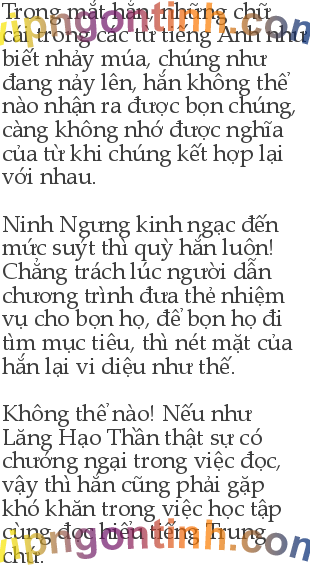 Trong mắt hắn, những chữ
cái trong các từ tiếng Anh như
biết nhảy múa, chúng như
đang nảy lên, hắn không thể
nào nhận ra được bọn chúng,
càng không nhớ được nghĩa
của từ khi chúng kết hợp lại
với nhau.
Ninh Ngưng kinh ngạc đến
mức suýt thì quỳ hắn luôn!
Chẳng trách lúc người dẫn
chương trình đưa thẻ nhiệm
vụ cho bọn họ, để bọn họ đi
tìm mục tiêu, thì nét mặt của
hắn lại vi diệu như thế.
Không thể nào! Nếu như
Lăng Hạo Thần thật sự có
chướng ngại trong việc đọc,
vậy thì hắn cũng phải gặp
khó khăn trong việc học tập
cùng đọc hiểu tiếng Trung
chứ.
vipngontinh.com
vipngontinh.com